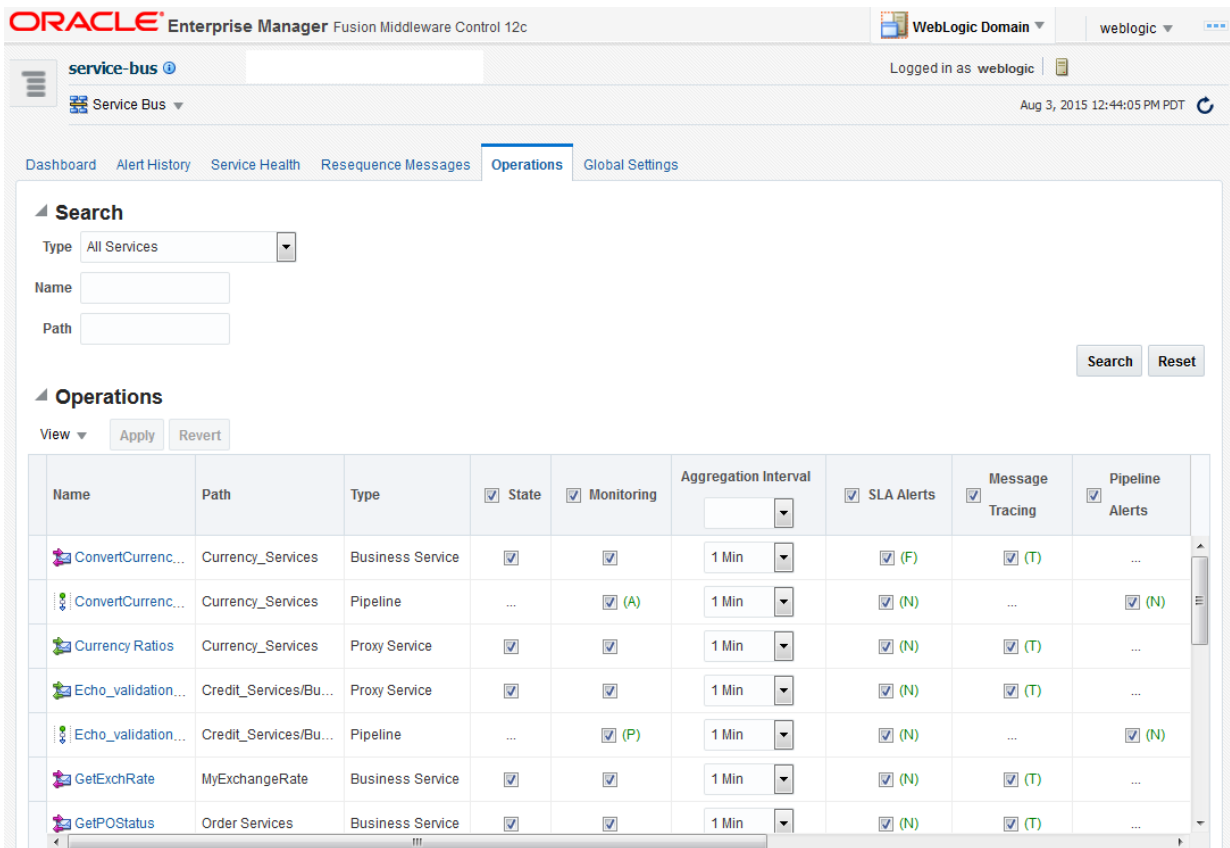 ORACLE Enterprise Manager Fusion Middleware Control 12c
WebLogic Domain
weblogic
service-bus
Logged in as weblogic
Service Bus
Aug 3, 2015 12:44:05 PM PDT
Dashboard Alert History Service Health Resequence Messages Operations Global Settings
Search
Type All Services
Name
Path
Search Reset
Operations
View Apply Revert
Name Path Type State Monitoring Aggregation Interval SLA Alerts Message Tracing Pipeline Alerts
ConvertCurrenc... Currency_Services Business Service 1 Min (F) (T) ...
ConvertCurrenc... Currency_Services Pipeline ... (A) 1 Min (N) ... (N)
Currency Ratios Currency_Services Proxy Service 1 Min (N) (T) ...
Echo_validation... Credit_Services/Bu... Proxy Service 1 Min (N) (T) ...
Echo_validation... Credit_Services/Bu... Pipeline ... (P) 1 Min (N) ... (N)
GetExchRate MyExchangeRate Business Service 1 Min (N) (T) ...
GetPOStatus Order Services Business Service 1 Min (N) (T) ...